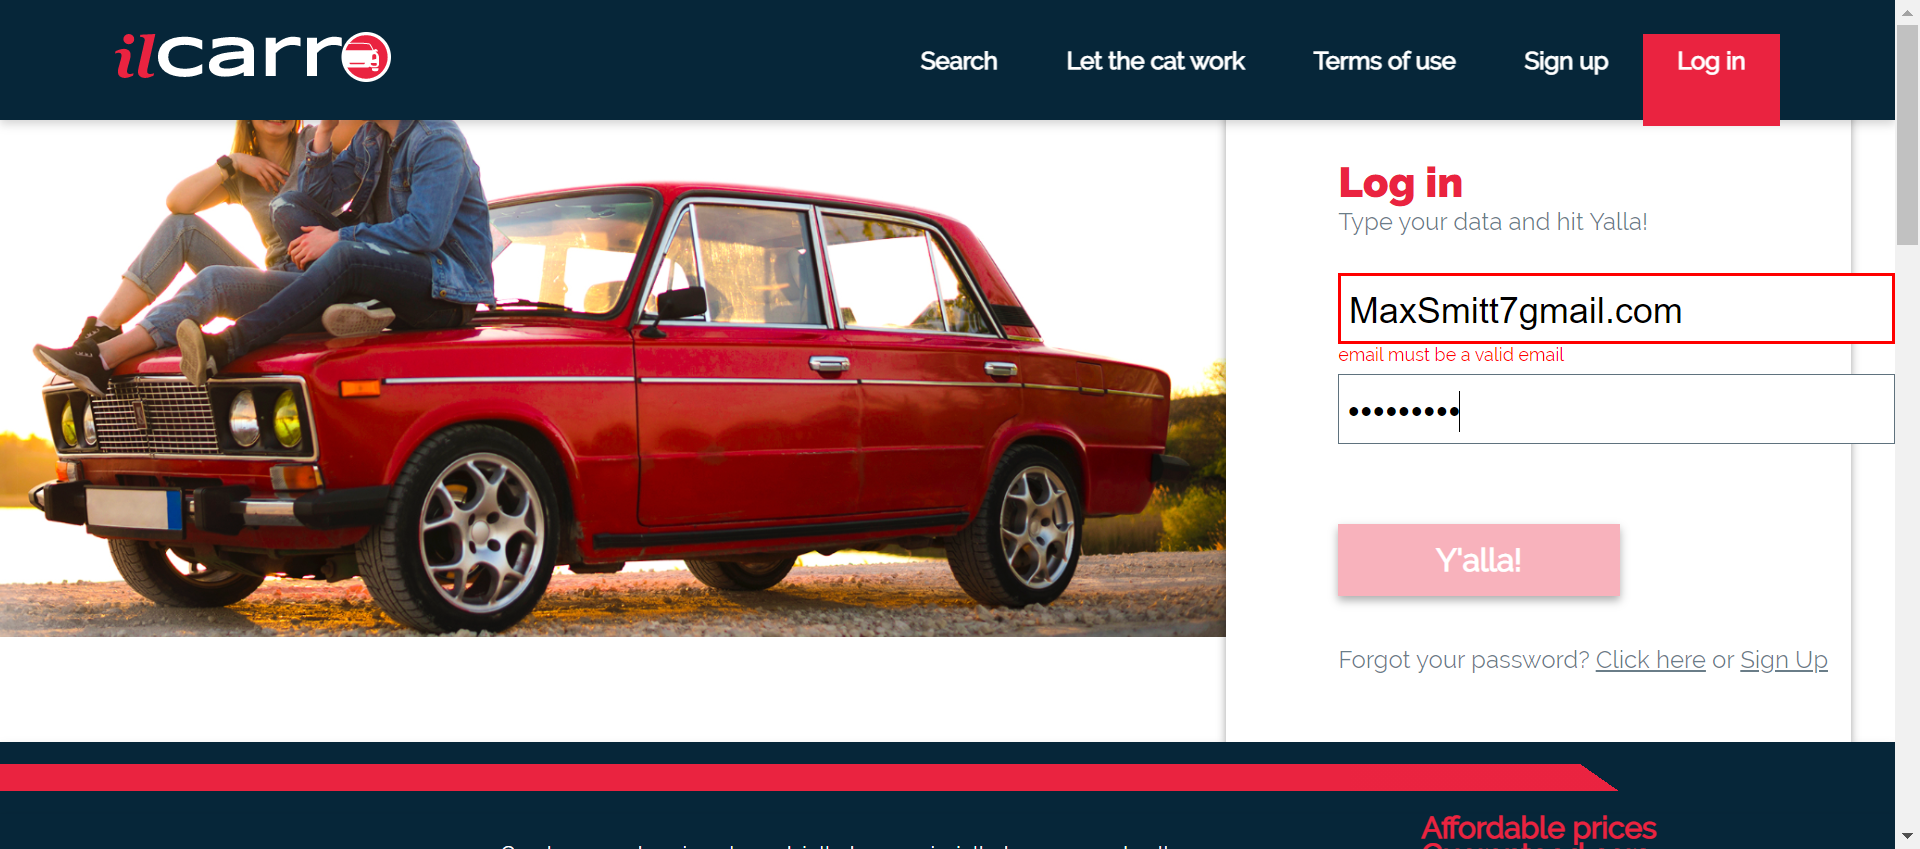 ilcarro
Search
Let the cat work
Terms of use
Sign up
Log in
Log in
Type your data and hit Yalla!
MaxSmitt7gmail.com
email must be a valid email
•••••••••
Y'alla!
Forgot your password? Click here or Sign Up
Affordable prices